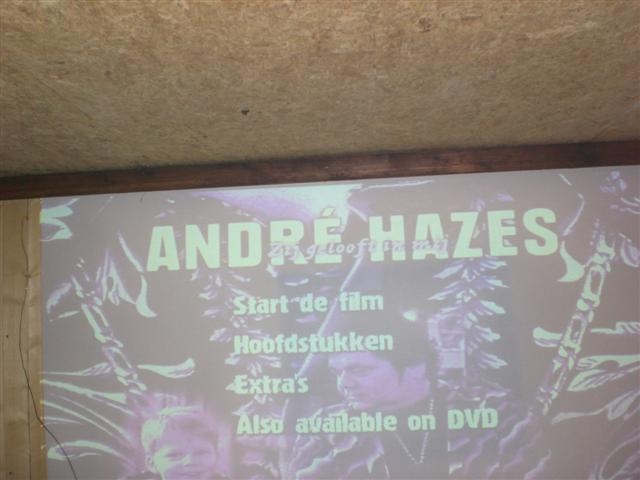 ANDRÉ HAZES
Zij gelooft in mij
Start de film
Hoofdstukken
Extra's
Also available on DVD